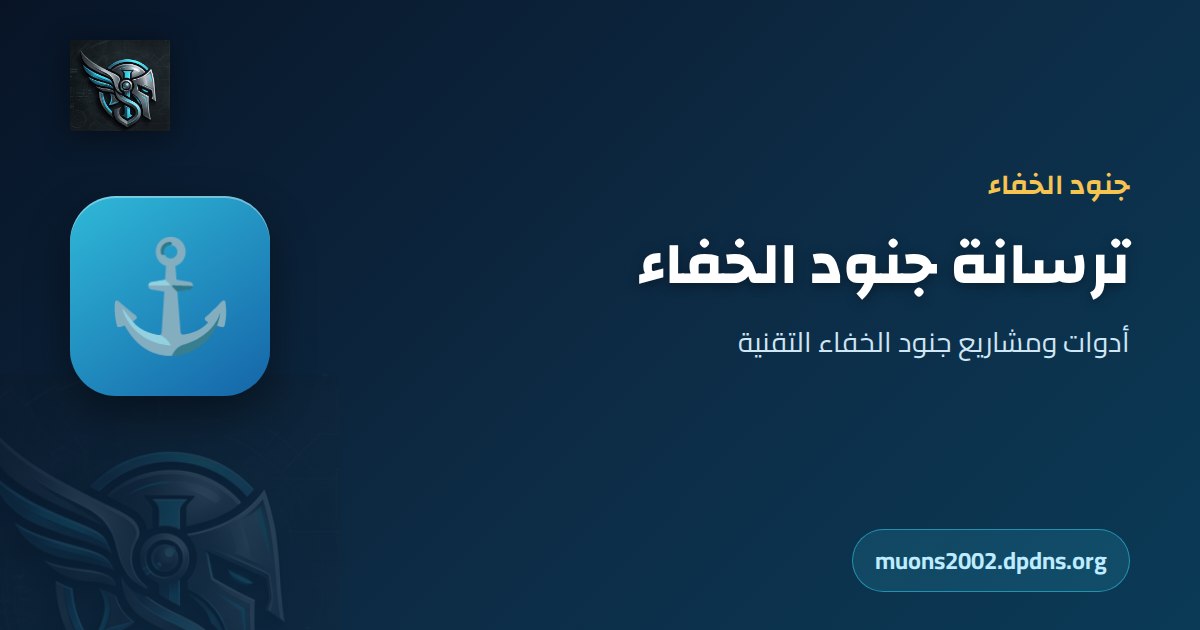 جنود الخفاء
ترسانة جنود الخفاء
أدوات ومشاريع جنود الخفاء التقنية
muons2002.dpdns.org